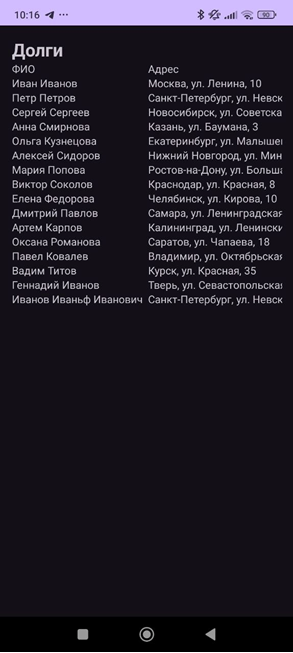 10:16
60
Долги
ФИО Адрес
Иван Иванов Москва, ул. Ленина, 10
Петр Петров Санкт-Петербург, ул. Невск
Сергей Сергеев Новосибирск, ул. Советска
Анна Смирнова Казань, ул. Баумана, 3
Ольга Кузнецова Екатеринбург, ул. Малыше
Алексей Сидоров Нижний Новгород, ул. Мин
Мария Попова Ростов-на-Дону, ул. Больша
Виктор Соколов Краснодар, ул. Красная, 8
Елена Федорова Челябинск, ул. Кирова, 10
Дмитрий Павлов Самара, ул. Ленинградская
Артем Карпов Калининград, ул. Ленински
Оксана Романова Саратов, ул. Чапаева, 18
Павел Ковалев Владимир, ул. Октябрьская
Вадим Титов Курск, ул. Красная, 35
Геннадий Иванов Тверь, ул. Севастопольская
Иванов Иваньф Иванович Санкт-Петербург, ул. Невск